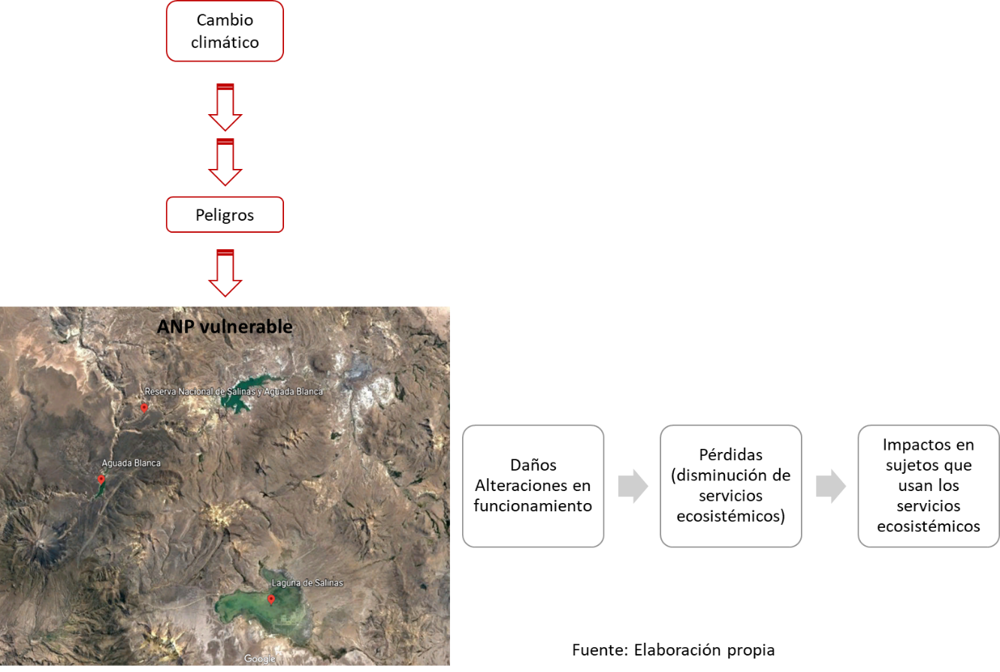 Cambio
climático
Peligros
ANP vulnerable
Reserva Nacional de Salinas y Aguada Blanca
Aguada Blanca
Laguna de Salinas
Google
Daños
Alteraciones en
funcionamiento
Pérdidas
(disminución de
servicios
ecosistémicos)
Impactos en
sujetos que
usan los
servicios
ecosistémicos
Fuente: Elaboración propia